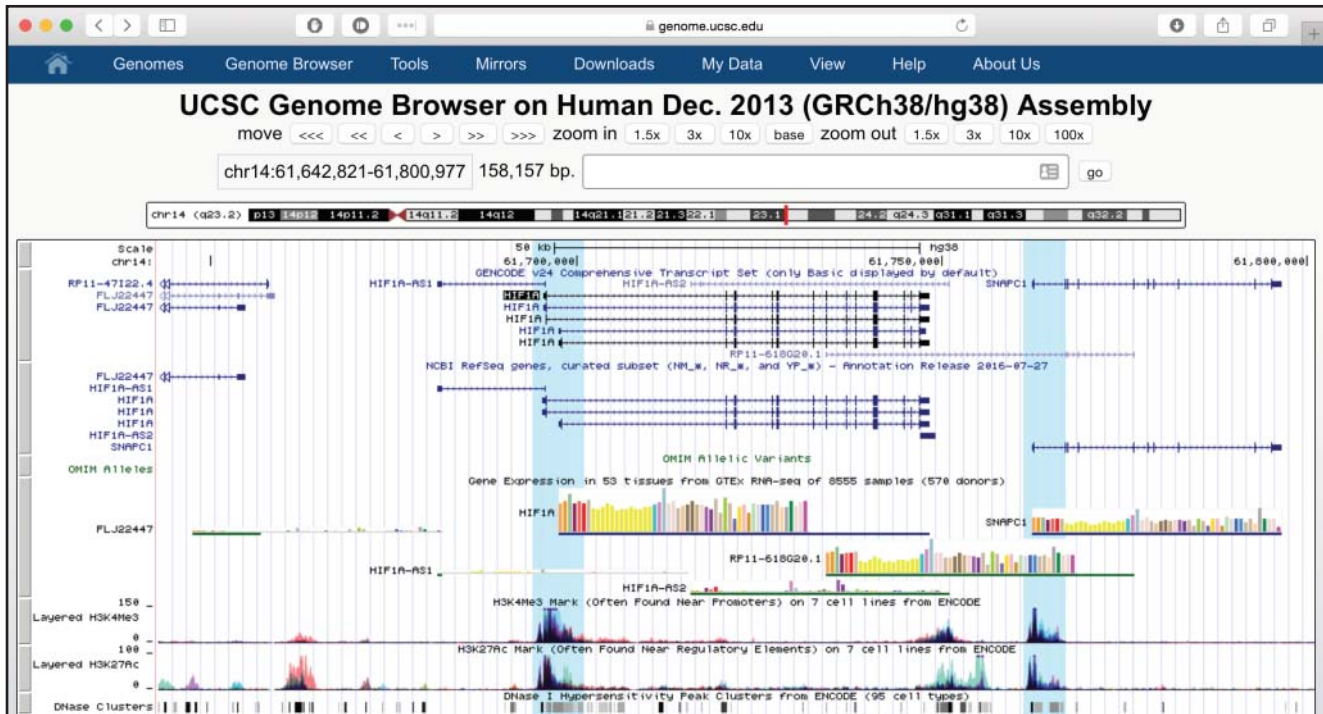 genome.ucsc.edu
Genomes Genome Browser Tools Mirrors Downloads My Data View Help About Us
UCSC Genome Browser on Human Dec. 2013 (GRCh38/hg38) Assembly
move <<< << < > >> >>> zoom in 1.5x 3x 10x base zoom out 1.5x 3x 10x 100x
chr14:61,642,821-61,800,977 158,157 bp. go
chr14 (q23.2) p13 14p12 14p11.2 14q11.2 14q12 14q21.1 21.2 21.3 22.1 23.1 24.2 q24.3 q31.1 q31.3 q32.2
Scale 50 kb hg38
chr14: 61,700,000 61,750,000 61,800,000
GENCODE v24 Comprehensive Transcript Set (only Basic displayed by default)
RP11-47I22.4 HIF1A-AS1 HIF1A-AS2 SNAPC1
FLJ22447 HIF1A
FLJ22447 HIF1A
HIF1A
HIF1A
HIF1A
RP11-618G20.1
NCBI RefSeq genes, curated subset (NM_*, NR_*, and YP_*) - Annotation Release 2016-07-27
FLJ22447
HIF1A-AS1
HIF1A
HIF1A
HIF1A
HIF1A-AS2
SNAPC1
OMIM Allelic Variants
OMIM Alleles
Gene Expression in 53 tissues from GTEx RNA-seq of 8555 samples (570 donors)
HIF1A
FLJ22447 SNAPC1
RP11-618G20.1
HIF1A-AS1
HIF1A-AS2
H3K4Me3 Mark (Often Found Near Promoters) on 7 cell lines from ENCODE
150
Layered H3K4Me3
0
H3K27Ac Mark (Often Found Near Regulatory Elements) on 7 cell lines from ENCODE
100
Layered H3K27Ac
0
DNase I Hypersensitivity Peak Clusters from ENCODE (95 cell types)
DNase Clusters